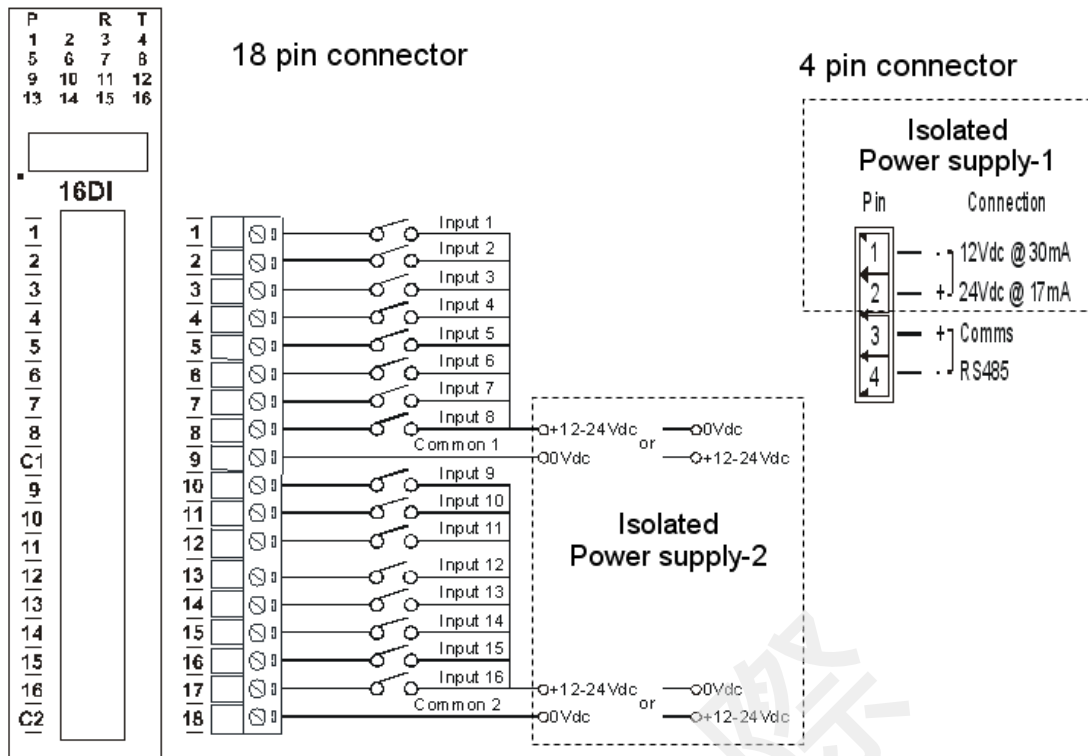 P R T
1 2 3 4
5 6 7 8
9 10 11 12
13 14 15 16
16DI
1
2
3
4
5
6
7
8
C1
9
10
11
12
13
14
15
16
C2
18 pin connector
1 Input 1
2 Input 2
3 Input 3
4 Input 4
5 Input 5
6 Input 6
7 Input 7
8 Input 8 +12-24Vdc or 0Vdc
9 Common 1 0Vdc +12-24Vdc
10 Input 9
11 Input 10
12 Input 11
13 Input 12
14 Input 13
15 Input 14
16 Input 15
17 Input 16 +12-24Vdc or 0Vdc
18 Common 2 0Vdc +12-24Vdc
Isolated
Power supply-2
4 pin connector
Isolated
Power supply-1
Pin Connection
1 - 12Vdc @ 30mA
2 + 24Vdc @ 17mA
3 + Comms
4 - RS485
際